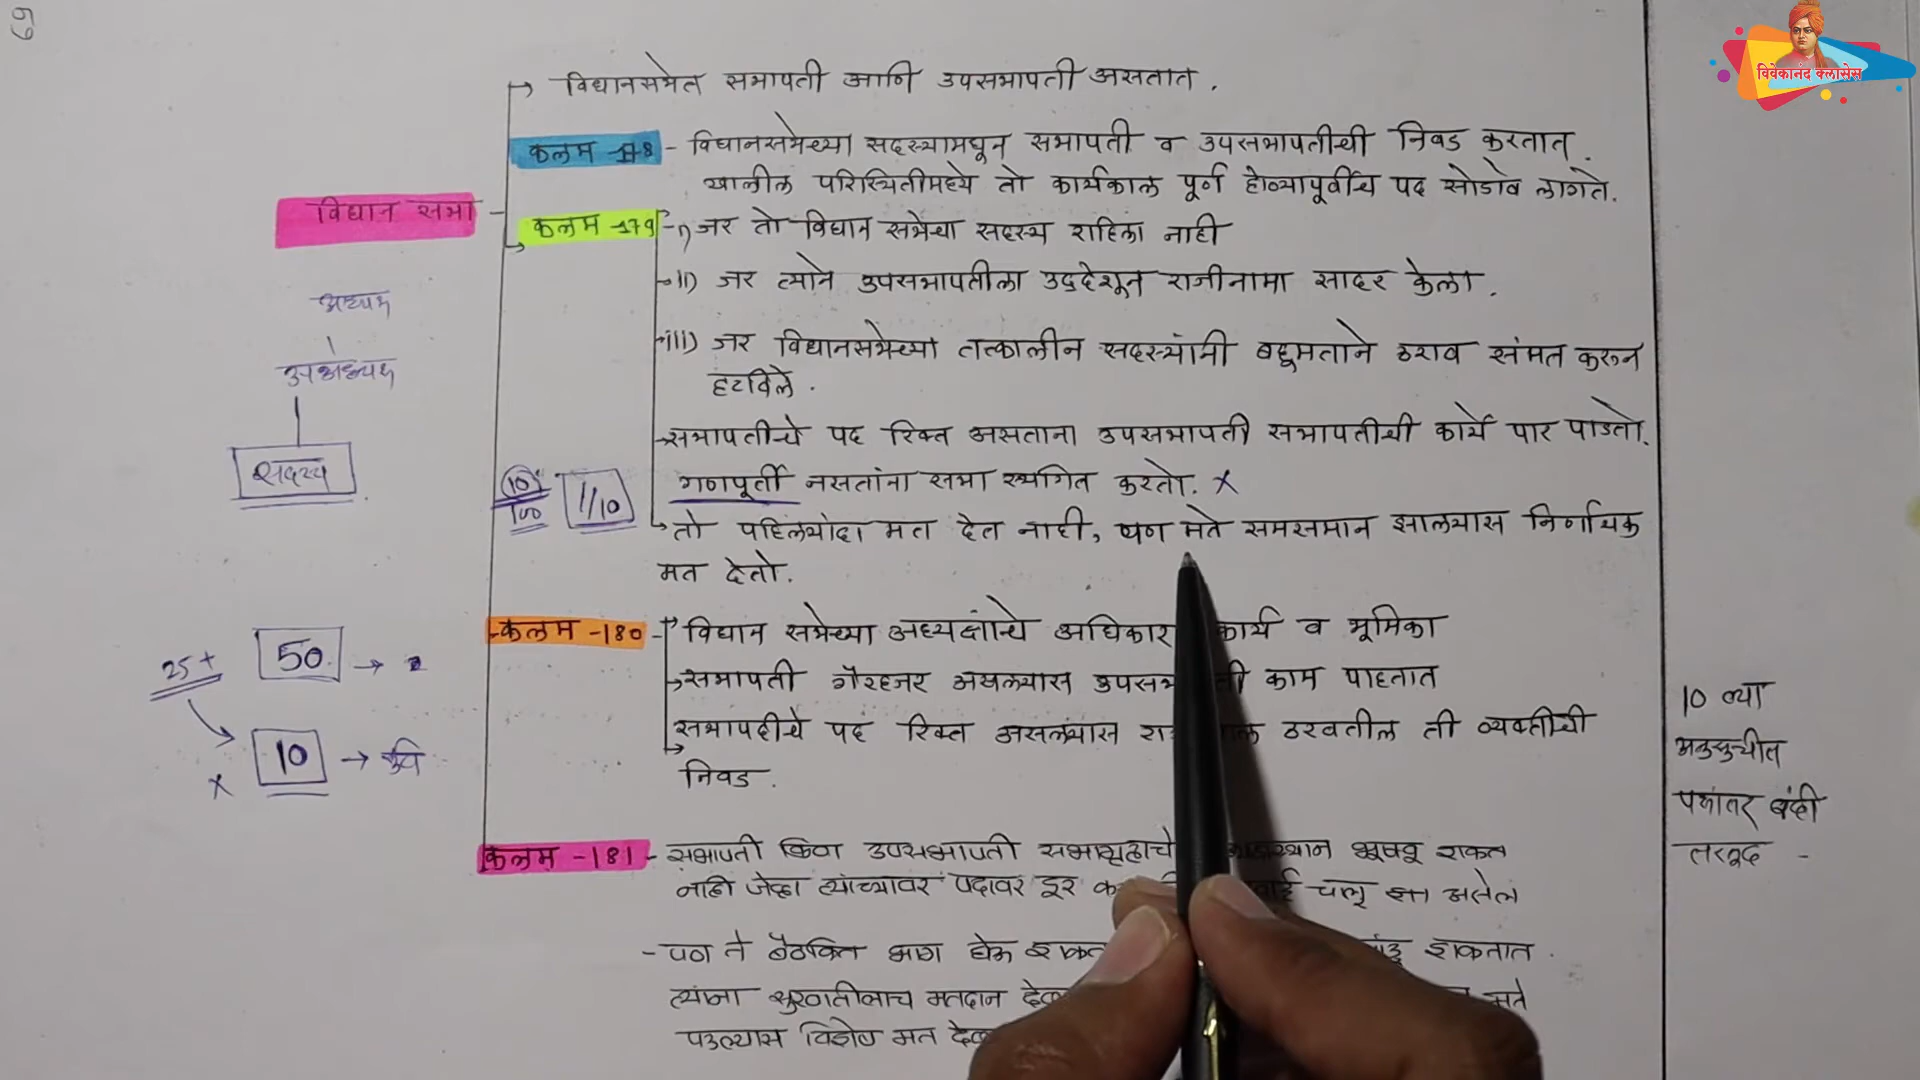 विवेकानंद क्लासेस
→ विधानसभेत सभापती आणि उपसभापती असतात.
विधान सभा
कलम -178 - विधानसभेच्या सदस्यामधून सभापती व उपसभापतीची निवड करतात.
खालील परिस्थितीमध्ये तो कार्यकाल पूर्ण होण्यापूर्वीच पद सोडावे लागते.
कलम -179 - i) जर तो विधान सभेचा सदस्य राहिला नाही
ii) जर त्याने उपसभापतीला उद्देशून राजीनामा सादर केला.
iii) जर विधानसभेच्या तत्कालीन सदस्यांनी बहुमताने ठराव संमत करून
हटविले.
→ सभापतीचे पद रिक्त असताना उपसभापती सभापतीची कार्ये पार पाडतो.
गणपूर्ती नसतांना सभा स्थगित करतो. x
→ तो पहिल्यांदा मत देत नाही, पण मते समसमान झाल्यास निर्णायक
मत देतो.
अध्यक्ष
उपाध्यक्ष
सदस्य
10
100
1/10
25+
50 →
10 →
x
कलम -180 → विधान सभेच्या अध्यक्षांचे अधिकार कार्य व भूमिका
→ सभापती गैरहजर असल्यास काम पाहतात
सभापतीचे पद रिक्त असल्यास ठरवतील ती व्यक्तीची
→ निवड.
कलम -181 - सभापती किंवा उपसभापती सभागृहाचे भूषवू शकत
नाही जेव्हा त्यांच्यावर पदावर दूर चालू असेल
- पण ते बैठकित भाग घेऊ शकतात.
त्यांना सुरुवातीलाच मतदान मते
पडल्यास विशेष मत
10 व्या
अनुसुचीत
पक्षांतर बंदी
तरतूद -